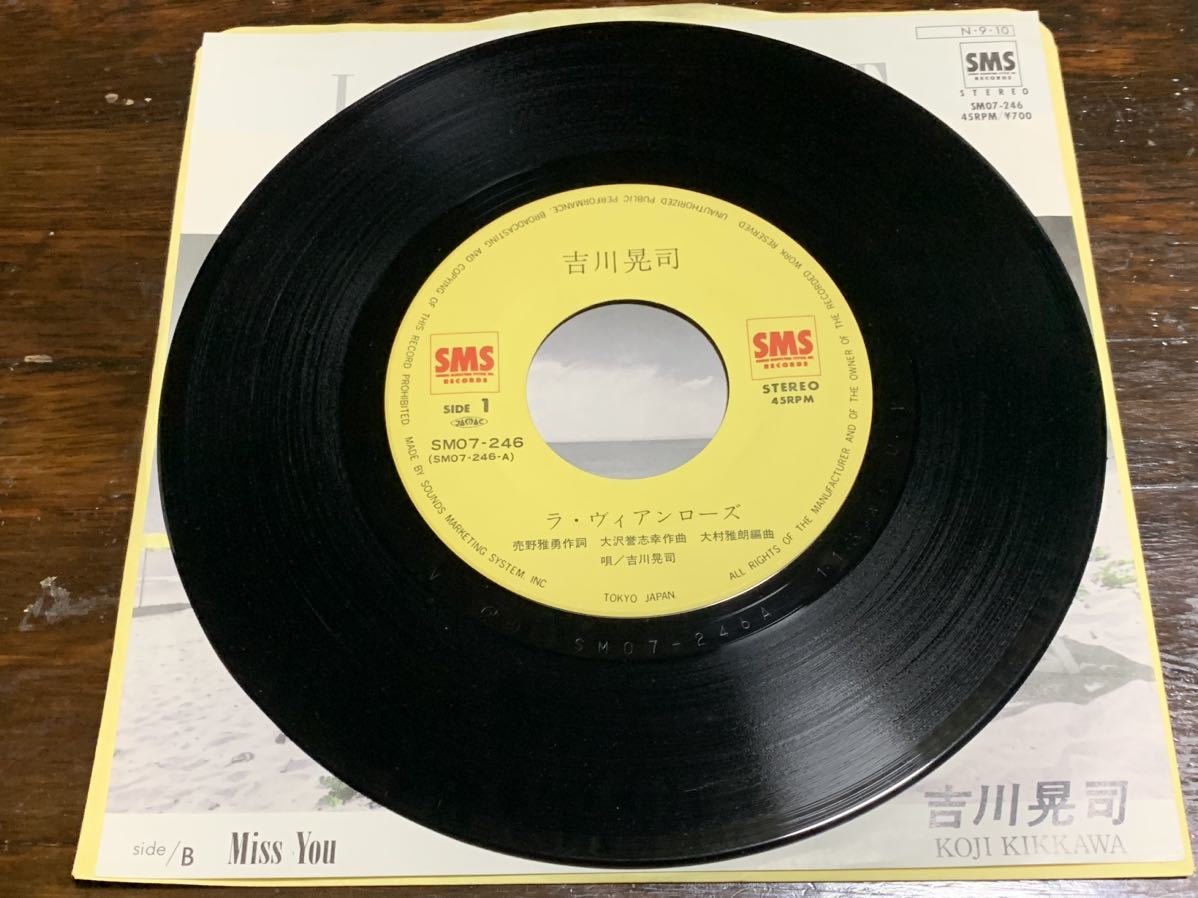 N-9-10
SMS
RECORDS
STEREO
SM07-246
45RPM/¥700
吉川晃司
SMS
RECORDS
SIDE 1
JASRAC
SM07-246
(SM07-246-A)
SMS
RECORDS
STEREO
45RPM
ラ・ヴィアンローズ
売野雅勇作詞 大沢誉志幸作曲 大村雅朗編曲
唄/吉川晃司
ALL RIGHTS OF THE MANUFACTURER AND OF THE OWNER OF THE RECORDED WORK RESERVED UNAUTHORIZED PUBLIC PERFORMANCE, BROADCASTING AND COPYING OF THIS RECORD PROHIBITED MADE BY SOUNDS MARKETING SYSTEM. INC
TOKYO JAPAN
SM07-246A
side/B Miss You
吉川晃司
KOJI KIKKAWA